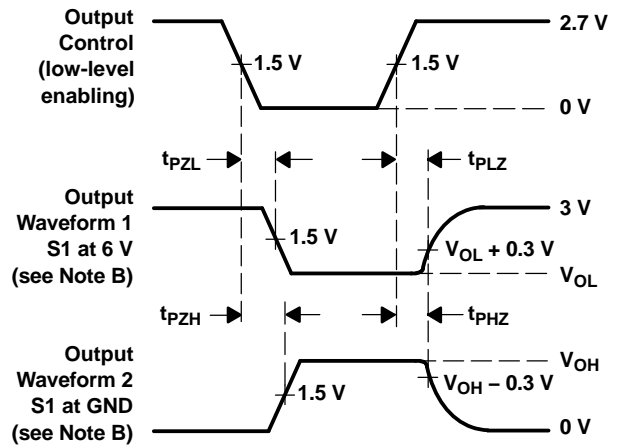 Output
Control
(low-level
enabling)
2.7 V
1.5 V
1.5 V
0 V
tPZL
tPLZ
Output
Waveform 1
S1 at 6 V
(see Note B)
3 V
1.5 V
VOL + 0.3 V
VOL
tPZH
tPHZ
Output
Waveform 2
S1 at GND
(see Note B)
VOH
VOH − 0.3 V
1.5 V
0 V